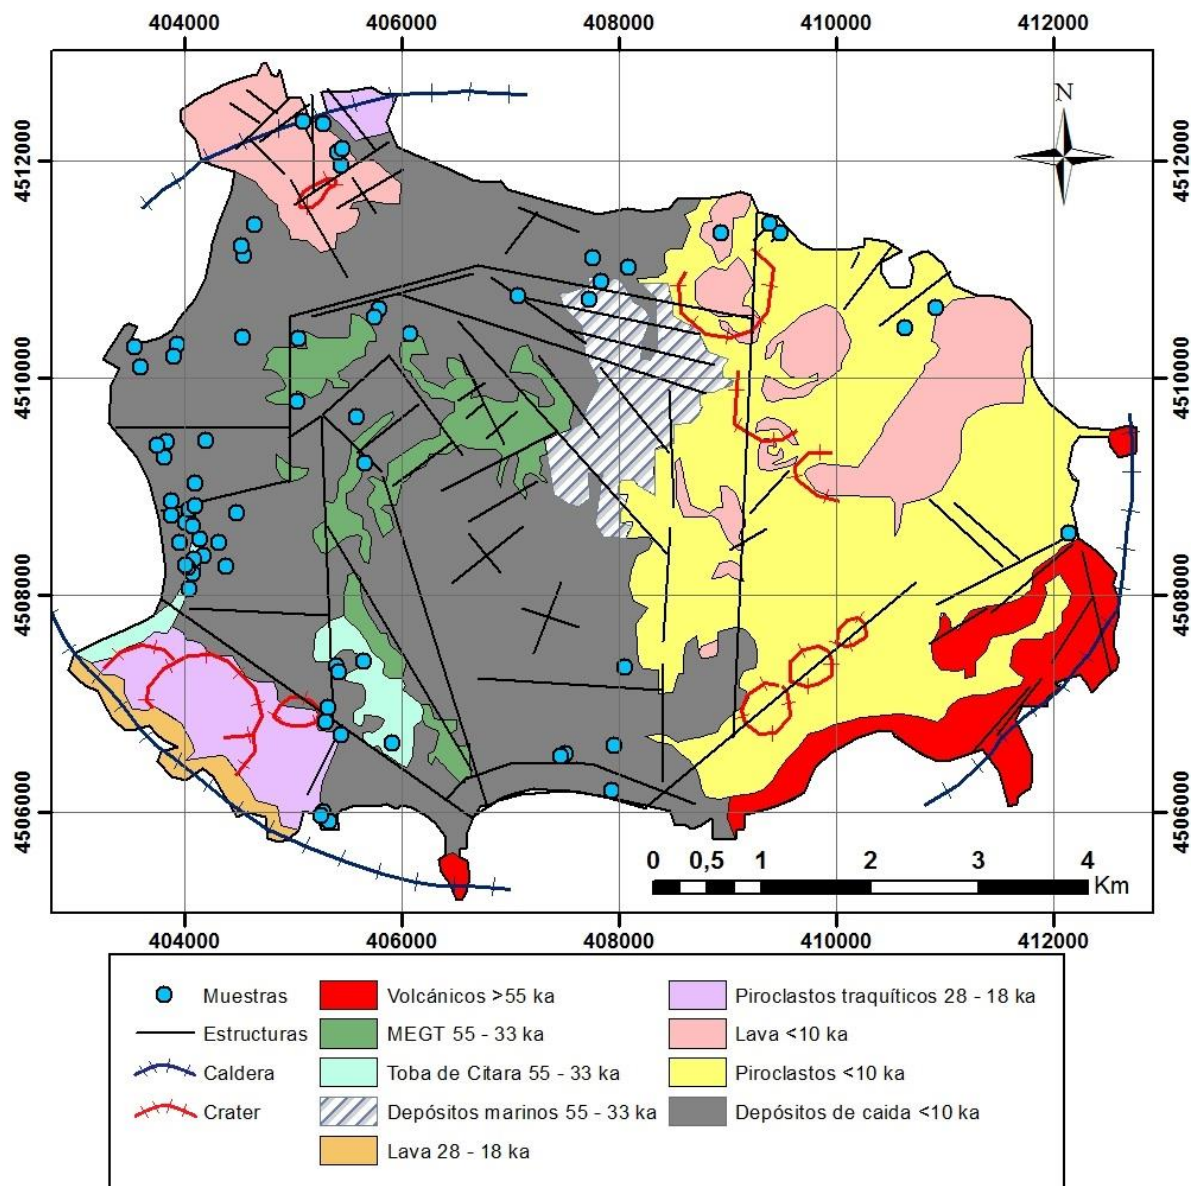 404000 406000 408000 410000 412000
N
4512000 4512000
4510000 4510000
4508000 4508000
4506000 4506000
0 0,5 1 2 3 4
Km
404000 406000 408000 410000 412000
Muestras Volcánicos >55 ka Piroclastos traquíticos 28 - 18 ka
Estructuras MEGT 55 - 33 ka Lava <10 ka
Caldera Toba de Citara 55 - 33 ka Piroclastos <10 ka
Crater Depósitos marinos 55 - 33 ka Depósitos de caida <10 ka
Lava 28 - 18 ka